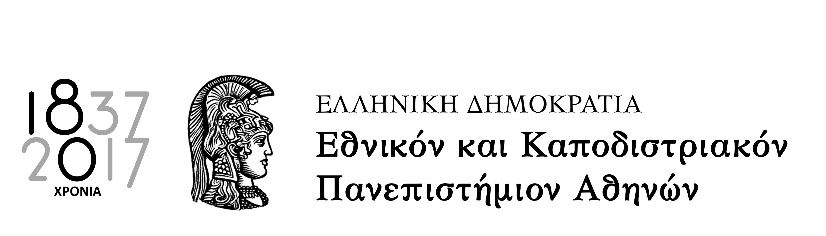 1837
2017
ΧΡΟΝΙΑ
ΕΛΛΗΝΙΚΗ ΔΗΜΟΚΡΑΤΙΑ
Εθνικόν και Καποδιστριακόν
Πανεπιστήμιον Αθηνών